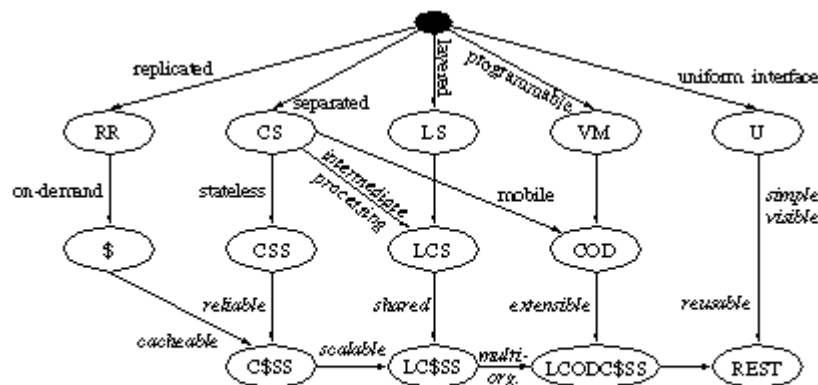 replicated
layered
programmable
uniform interface
separated
RR
CS
LS
VM
U
on-demand
stateless
intermediate
processing
mobile
simple
visible
$
CSS
LCS
COD
reliable
shared
extensible
reusable
cacheable
scalable
multi-
org.
C$SS
LC$SS
LCODC$SS
REST